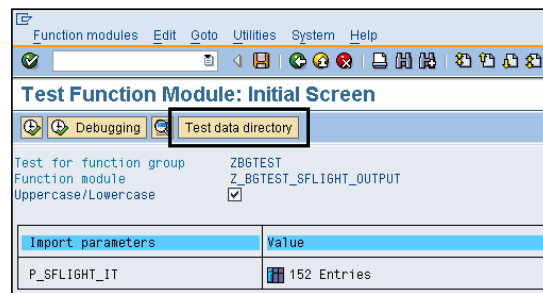 Function modules Edit Goto Utilities System Help
Test Function Module: Initial Screen
Debugging Test data directory
Test for function group ZBGTEST
Function module Z_BGTEST_SFLIGHT_OUTPUT
Uppercase/Lowercase
Import parameters Value
P_SFLIGHT_IT 152 Entries